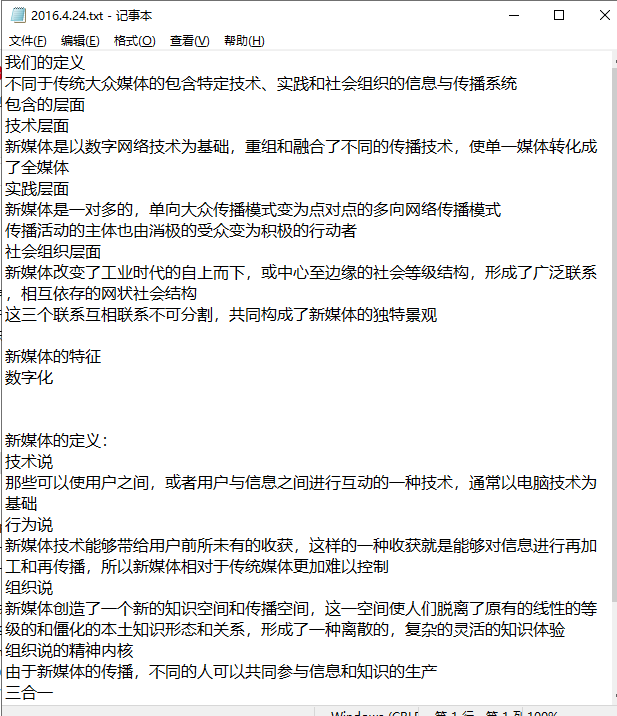 2016.4.24.txt - 记事本
文件(F) 编辑(E) 格式(O) 查看(V) 帮助(H)
我们的定义
不同于传统大众媒体的包含特定技术、实践和社会组织的信息与传播系统
包含的层面
技术层面
新媒体是以数字网络技术为基础，重组和融合了不同的传播技术，使单一媒体转化成
了全媒体
实践层面
新媒体是一对多的，单向大众传播模式变为点对点的多向网络传播模式
传播活动的主体也由消极的受众变为积极的行动者
社会组织层面
新媒体改变了工业时代的自上而下，或中心至边缘的社会等级结构，形成了广泛联系
，相互依存的网状社会结构
这三个联系互相联系不可分割，共同构成了新媒体的独特景观
新媒体的特征
数字化
新媒体的定义：
技术说
那些可以使用户之间，或者用户与信息之间进行互动的一种技术，通常以电脑技术为
基础
行为说
新媒体技术能够带给用户前所未有的收获，这样的一种收获就是能够对信息进行再加
工和再传播，所以新媒体相对于传统媒体更加难以控制
组织说
新媒体创造了一个新的知识空间和传播空间，这一空间使人们脱离了原有的线性的等
级的和僵化的本土知识形态和关系，形成了一种离散的，复杂的灵活的知识体验
组织说的精神内核
由于新媒体的传播，不同的人可以共同参与信息和知识的生产
三合一
Windows (CRLF 第 1 行，第 1 列 100%